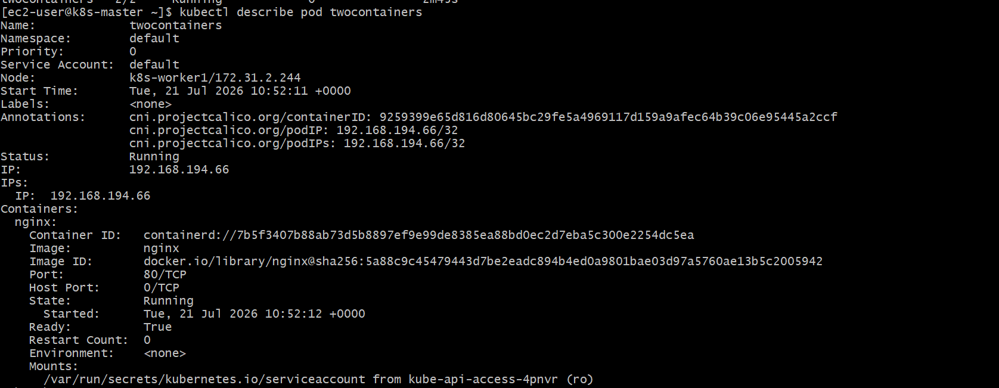 twocontainers   2/2     Running            0               2m43s
[ec2-user@k8s-master ~]$ kubectl describe pod twocontainers
Name:             twocontainers
Namespace:        default
Priority:         0
Service Account:  default
Node:             k8s-worker1/172.31.2.244
Start Time:       Tue, 21 Jul 2026 10:52:11 +0000
Labels:           <none>
Annotations:      cni.projectcalico.org/containerID: 9259399e65d816d80645bc29fe5a4969117d159a9afec64b39c06e95445a2ccf
                  cni.projectcalico.org/podIP: 192.168.194.66/32
                  cni.projectcalico.org/podIPs: 192.168.194.66/32
Status:           Running
IP:               192.168.194.66
IPs:
  IP:  192.168.194.66
Containers:
  nginx:
    Container ID:   containerd://7b5f3407b88ab73d5b8897ef9e99de8385ea88bd0ec2d7eba5c300e2254dc5ea
    Image:          nginx
    Image ID:       docker.io/library/nginx@sha256:5a88c9c45479443d7be2eadc894b4ed0a9801bae03d97a5760ae13b5c2005942
    Port:           80/TCP
    Host Port:      0/TCP
    State:          Running
      Started:      Tue, 21 Jul 2026 10:52:12 +0000
    Ready:          True
    Restart Count:  0
    Environment:    <none>
    Mounts:
      /var/run/secrets/kubernetes.io/serviceaccount from kube-api-access-4pnvr (ro)